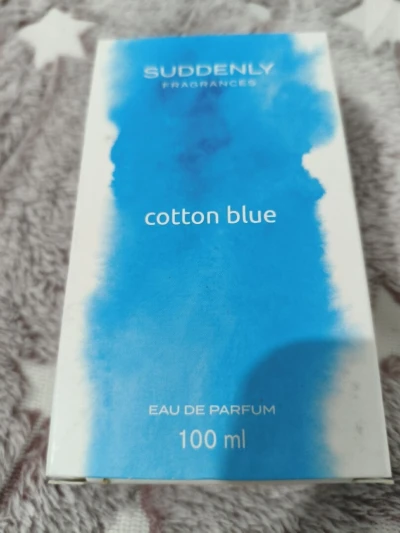 SUDDENLY
FRAGRANCES
cotton blue
EAU DE PARFUM
100 ml